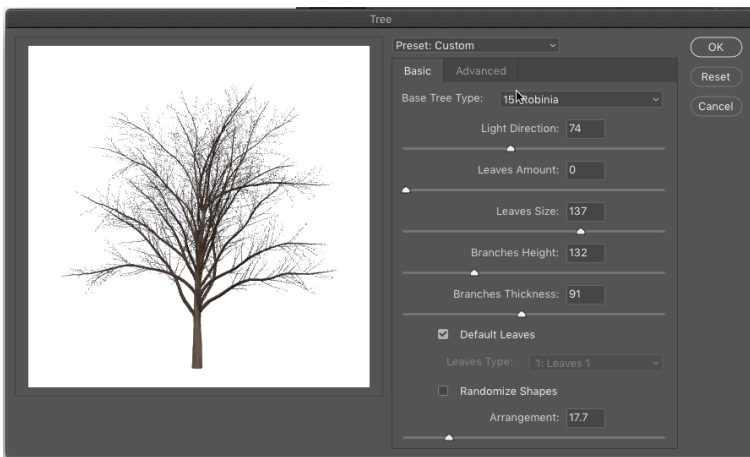 Tree
Preset: Custom
OK
Basic Advanced
Reset
Base Tree Type: 15: Robinia
Cancel
Light Direction: 74
Leaves Amount: 0
Leaves Size: 137
Branches Height: 132
Branches Thickness: 91
Default Leaves
Leaves Type: 1: Leaves 1
Randomize Shapes
Arrangement: 17.7